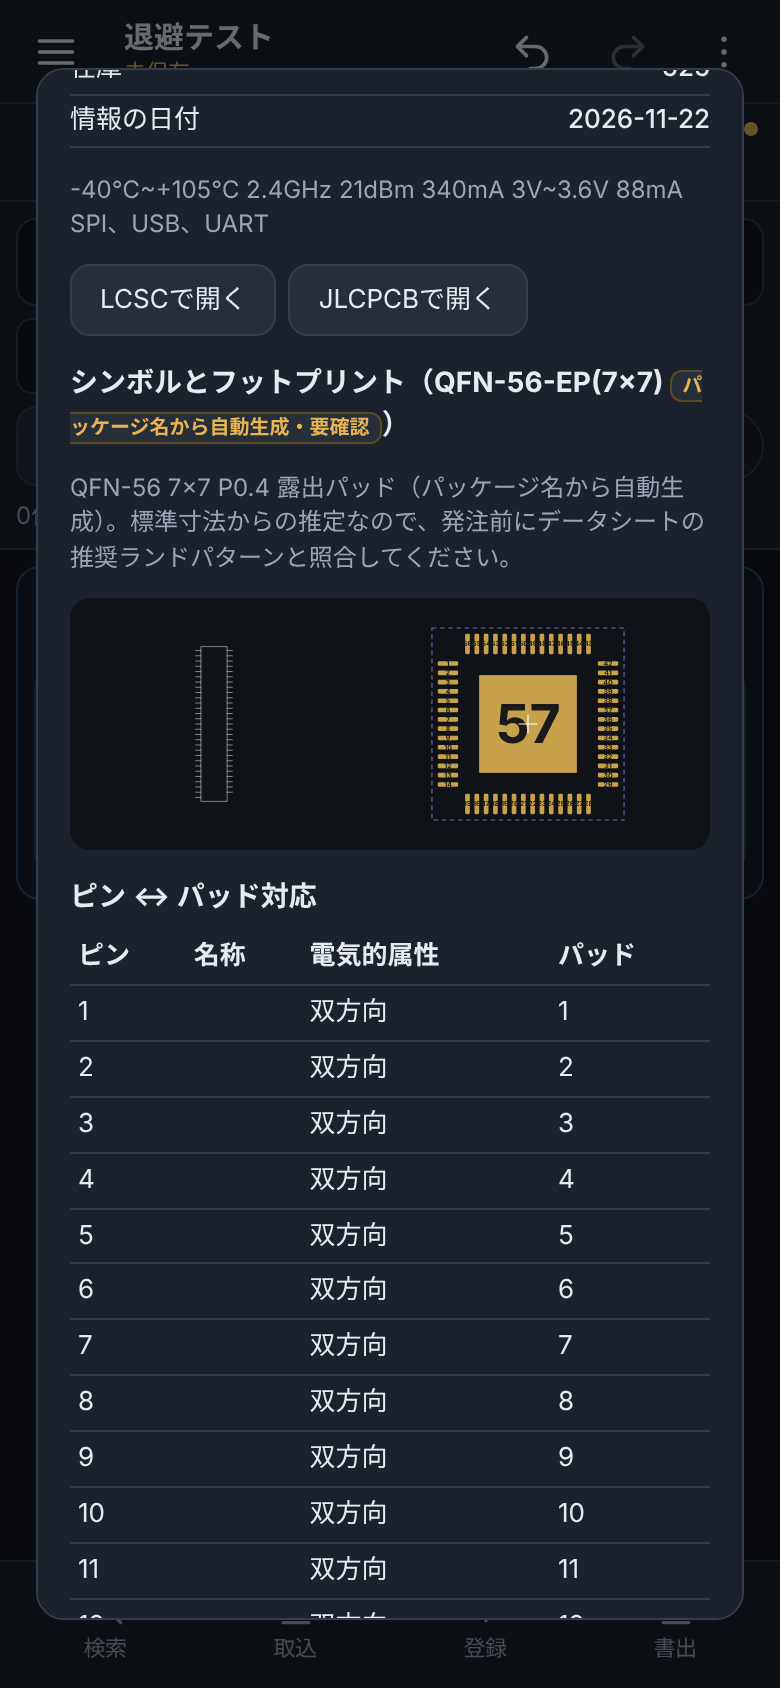 退避テスト
情報の日付 2026-11-22
-40°C~+105°C 2.4GHz 21dBm 340mA 3V~3.6V 88mA
SPI、USB、UART
LCSCで開く JLCPCBで開く
シンボルとフットプリント（QFN-56-EP(7×7) パ
ッケージ名から自動生成・要確認）
QFN-56 7×7 P0.4 露出パッド（パッケージ名から自動生
成）。標準寸法からの推定なので、発注前にデータシートの
推奨ランドパターンと照合してください。
57
ピン ↔ パッド対応
ピン 名称 電気的属性 パッド
1 双方向 1
2 双方向 2
3 双方向 3
4 双方向 4
5 双方向 5
6 双方向 6
7 双方向 7
8 双方向 8
9 双方向 9
10 双方向 10
11 双方向 11
検索 取込 登録 書出